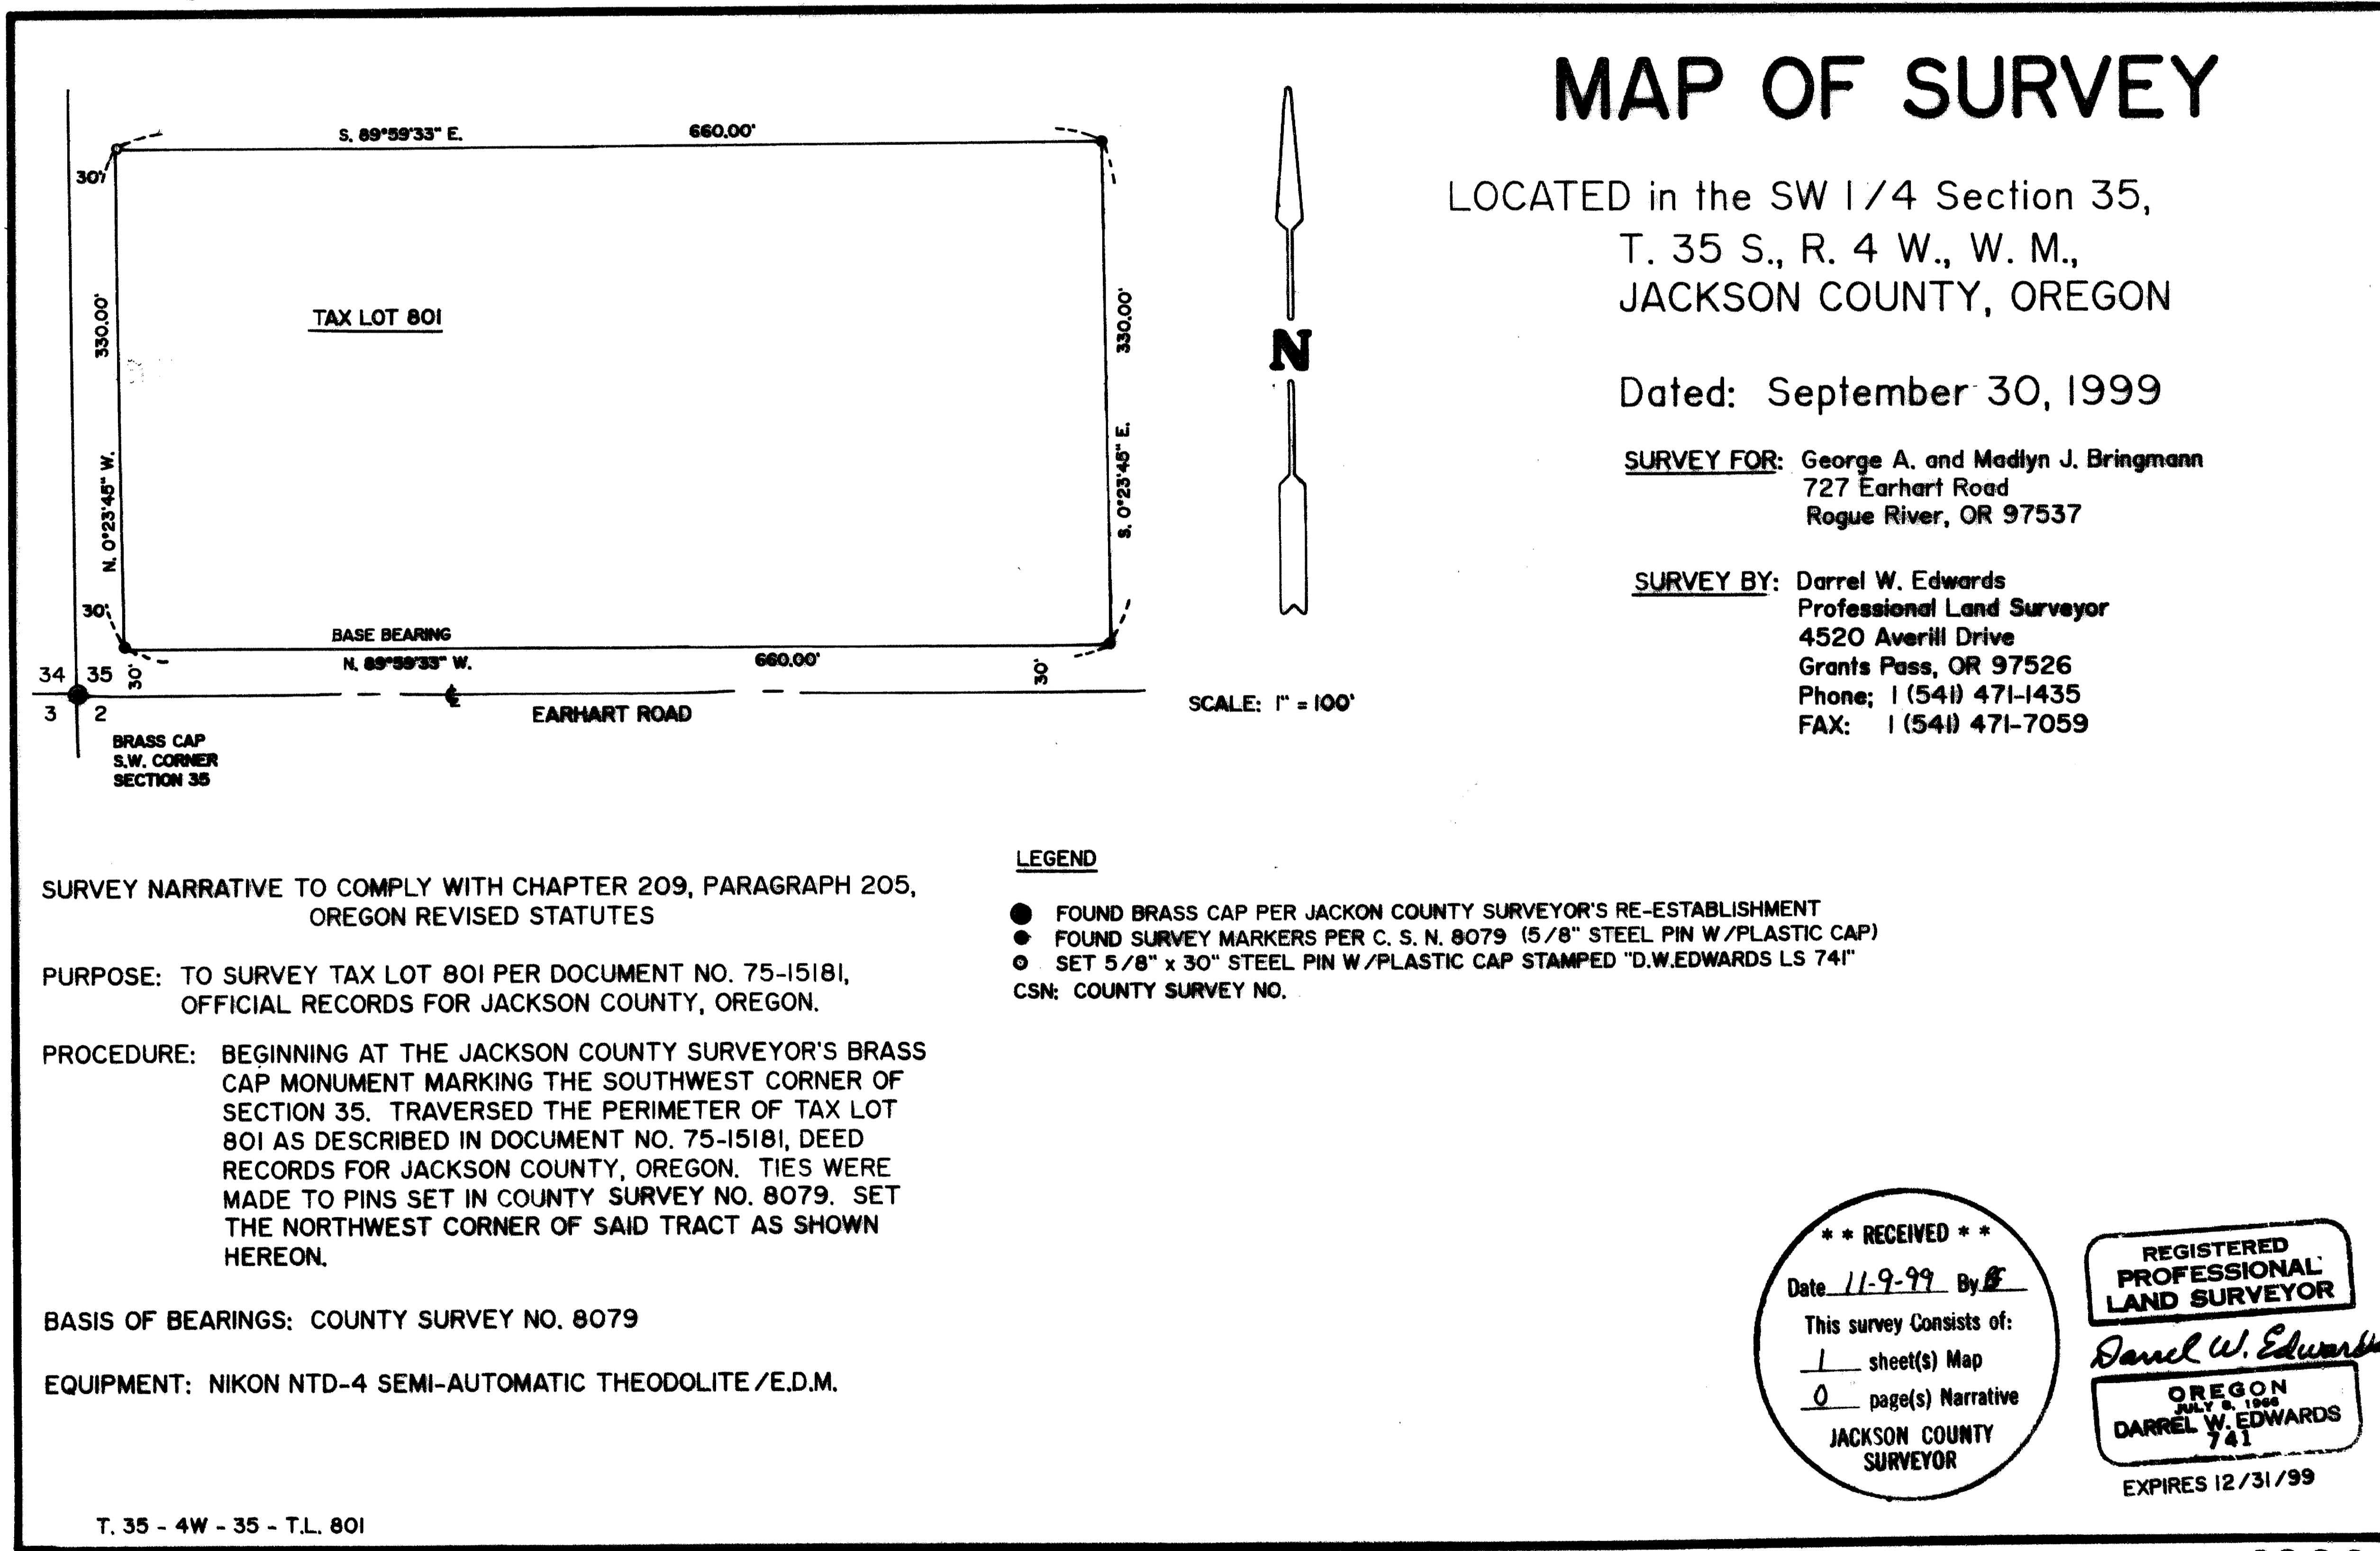 MAP OF SURVEY
LOCATED in the SW 1/4 Section 35,
T. 35 S., R. 4 W., W. M.,
JACKSON COUNTY, OREGON
Dated: September 30, 1999
SURVEY FOR: George A. and Madlyn J. Bringmann
727 Earhart Road
Rogue River, OR 97537
SURVEY BY: Darrel W. Edwards
Professional Land Surveyor
4520 Averill Drive
Grants Pass, OR 97526
Phone; 1 (541) 471-1435
FAX: 1 (541) 471-7059
S. 89°59'33" E. 660.00'
30'
330.00'
N. 0°23'45" W.
TAX LOT 801
330.00'
S. 0°23'45" E.
30'
BASE BEARING
N. 89°59'33" W. 660.00'
30'
30'
34 35
3 2
EARHART ROAD
BRASS CAP
S.W. CORNER
SECTION 35
N
SCALE: 1" = 100'
SURVEY NARRATIVE TO COMPLY WITH CHAPTER 209, PARAGRAPH 205,
OREGON REVISED STATUTES
PURPOSE: TO SURVEY TAX LOT 801 PER DOCUMENT NO. 75-15181,
OFFICIAL RECORDS FOR JACKSON COUNTY, OREGON.
PROCEDURE: BEGINNING AT THE JACKSON COUNTY SURVEYOR'S BRASS
CAP MONUMENT MARKING THE SOUTHWEST CORNER OF
SECTION 35. TRAVERSED THE PERIMETER OF TAX LOT
801 AS DESCRIBED IN DOCUMENT NO. 75-15181, DEED
RECORDS FOR JACKSON COUNTY, OREGON. TIES WERE
MADE TO PINS SET IN COUNTY SURVEY NO. 8079. SET
THE NORTHWEST CORNER OF SAID TRACT AS SHOWN
HEREON.
BASIS OF BEARINGS: COUNTY SURVEY NO. 8079
EQUIPMENT: NIKON NTD-4 SEMI-AUTOMATIC THEODOLITE/E.D.M.
T. 35 - 4W - 35 - T.L. 801
LEGEND
FOUND BRASS CAP PER JACKON COUNTY SURVEYOR'S RE-ESTABLISHMENT
FOUND SURVEY MARKERS PER C. S. N. 8079 (5/8" STEEL PIN W/PLASTIC CAP)
SET 5/8" x 30" STEEL PIN W/PLASTIC CAP STAMPED "D.W.EDWARDS LS 741"
CSN: COUNTY SURVEY NO.
* * RECEIVED * *
Date 11-9-99 By
This survey Consists of:
1 sheet(s) Map
0 page(s) Narrative
JACKSON COUNTY
SURVEYOR
REGISTERED
PROFESSIONAL
LAND SURVEYOR
Darrel W. Edwards
OREGON
JULY 8, 1966
DARREL W. EDWARDS
741
EXPIRES 12/31/99